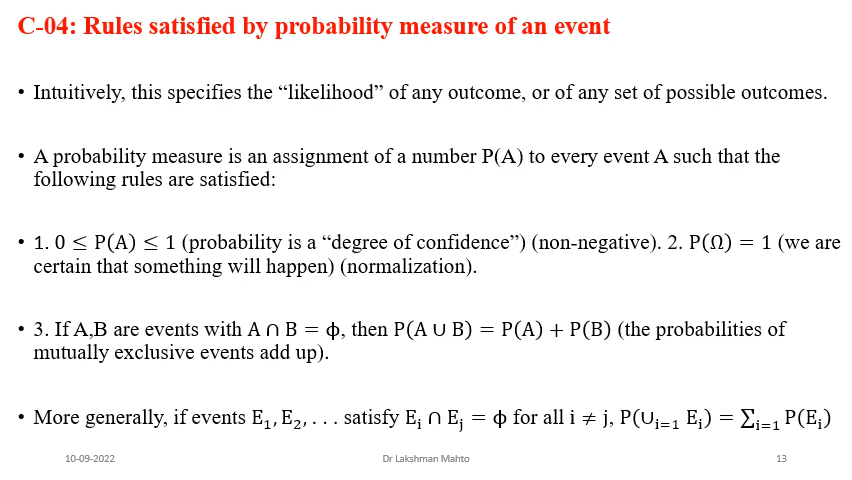 C-04: Rules satisfied by probability measure of an event
• Intuitively, this specifies the “likelihood” of any outcome, or of any set of possible outcomes.
• A probability measure is an assignment of a number P(A) to every event A such that the
following rules are satisfied:
• 1. 0 ≤ P(A) ≤ 1 (probability is a “degree of confidence”) (non-negative). 2. P(Ω) = 1 (we are
certain that something will happen) (normalization).
• 3. If A,B are events with A ∩ B = ϕ, then P(A ∪ B) = P(A) + P(B) (the probabilities of
mutually exclusive events add up).
• More generally, if events E₁, E₂, . . . satisfy Eᵢ ∩ Eⱼ = ϕ for all i ≠ j, P(∪ᵢ₌₁ Eᵢ) = ∑ᵢ₌₁ P(Eᵢ)
10-09-2022 Dr Lakshman Mahto 13